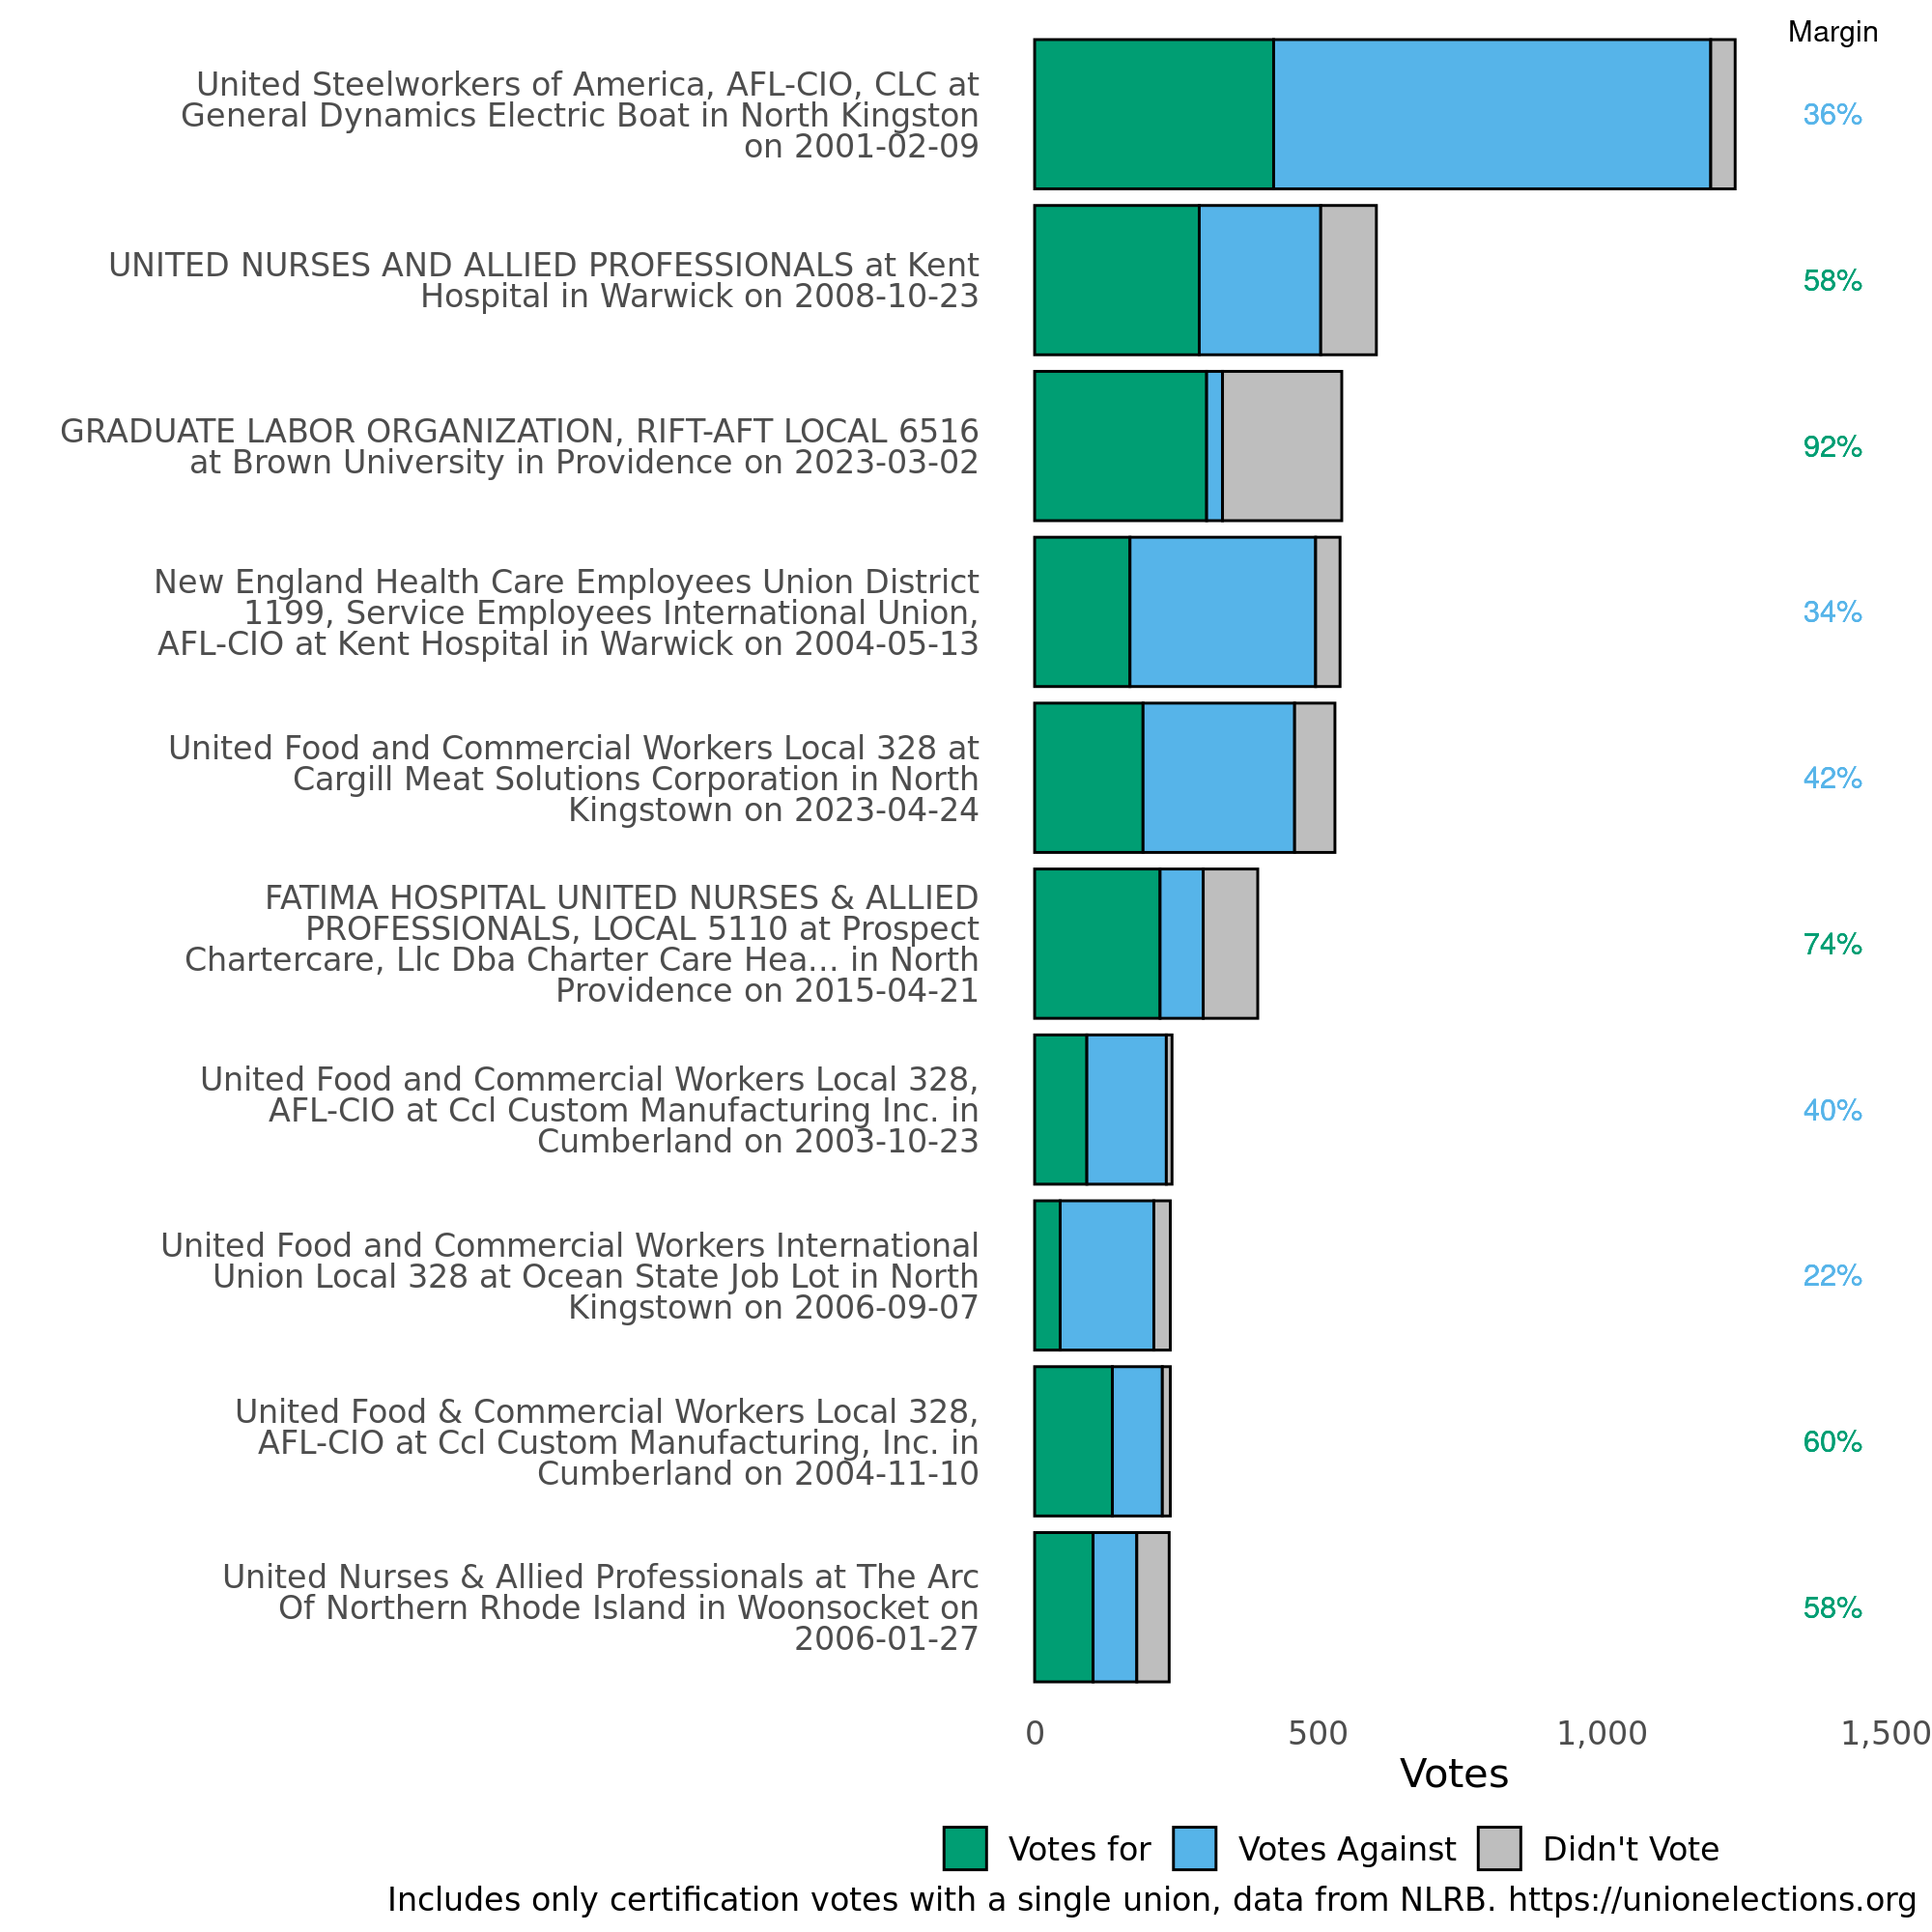 Margin
United Steelworkers of America, AFL-CIO, CLC at
General Dynamics Electric Boat in North Kingston
on 2001-02-09
36%
UNITED NURSES AND ALLIED PROFESSIONALS at Kent
Hospital in Warwick on 2008-10-23
58%
GRADUATE LABOR ORGANIZATION, RIFT-AFT LOCAL 6516
at Brown University in Providence on 2023-03-02
92%
New England Health Care Employees Union District
1199, Service Employees International Union,
AFL-CIO at Kent Hospital in Warwick on 2004-05-13
34%
United Food and Commercial Workers Local 328 at
Cargill Meat Solutions Corporation in North
Kingstown on 2023-04-24
42%
FATIMA HOSPITAL UNITED NURSES & ALLIED
PROFESSIONALS, LOCAL 5110 at Prospect
Chartercare, Llc Dba Charter Care Hea... in North
Providence on 2015-04-21
74%
United Food and Commercial Workers Local 328,
AFL-CIO at Ccl Custom Manufacturing Inc. in
Cumberland on 2003-10-23
40%
United Food and Commercial Workers International
Union Local 328 at Ocean State Job Lot in North
Kingstown on 2006-09-07
22%
United Food & Commercial Workers Local 328,
AFL-CIO at Ccl Custom Manufacturing, Inc. in
Cumberland on 2004-11-10
60%
United Nurses & Allied Professionals at The Arc
Of Northern Rhode Island in Woonsocket on
2006-01-27
58%
0 500 1,000 1,500
Votes
Votes for Votes Against Didn't Vote
Includes only certification votes with a single union, data from NLRB. https://unionelections.org